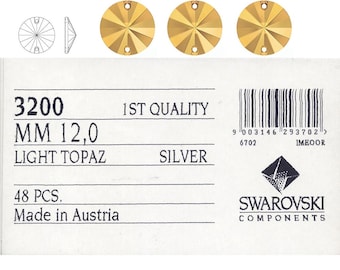 3200 1ST QUALITY
MM 12,0
LIGHT TOPAZ SILVER
48 PCS.
Made in Austria
9 003146 293702
6702 IMEOOR
SWAROVSKI
COMPONENTS